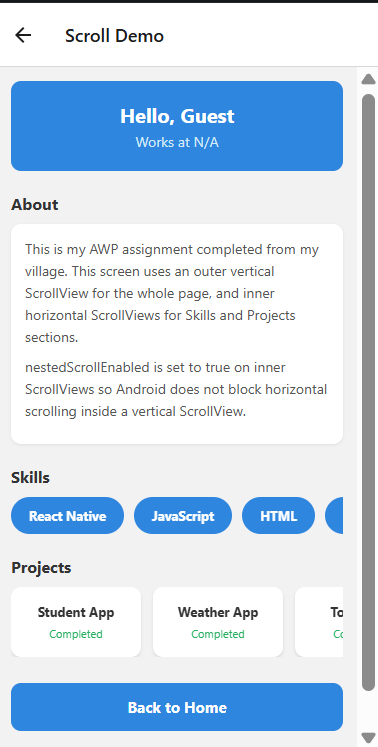 Scroll Demo
Hello, Guest
Works at N/A
About
This is my AWP assignment completed from my
village. This screen uses an outer vertical
ScrollView for the whole page, and inner
horizontal ScrollViews for Skills and Projects
sections.
nestedScrollEnabled is set to true on inner
ScrollViews so Android does not block horizontal
scrolling inside a vertical ScrollView.
Skills
React Native JavaScript HTML
Projects
Student App Weather App To
Completed Completed Co
Back to Home